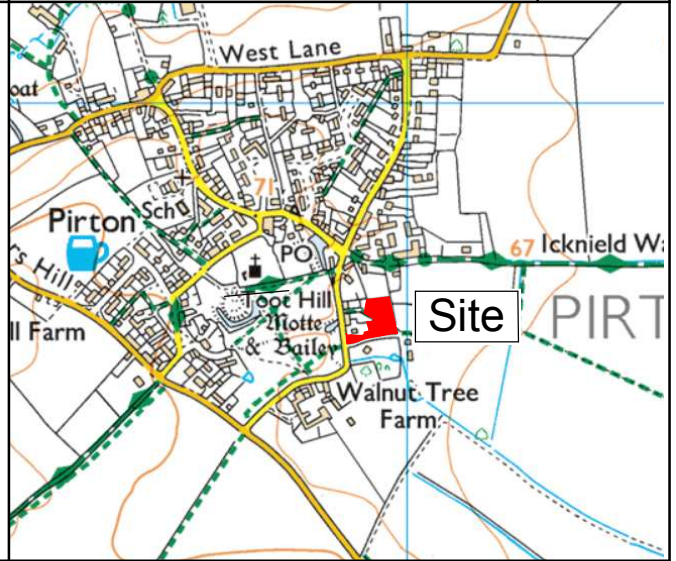 West Lane
oat
71
Pirton
Sch
PO
67
Icknield Wa
rs Hill
Toot Hill
Motte
& Bailey
Site
PIRT
ll Farm
Walnut Tree
Farm